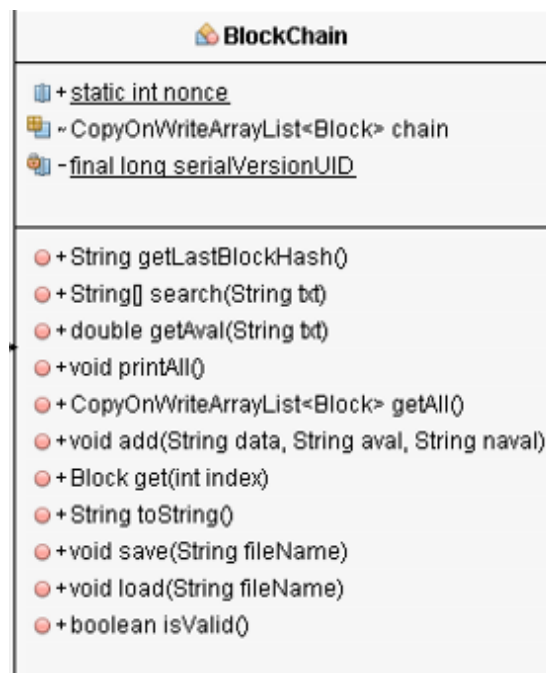 BlockChain
+static int nonce
~CopyOnWriteArrayList<Block> chain
-final long serialVersionUID
+String getLastBlockHash()
+String[] search(String txt)
+double getAval(String txt)
+void printAll()
+CopyOnWriteArrayList<Block> getAll()
+void add(String data, String aval, String naval)
+Block get(int index)
+String toString()
+void save(String fileName)
+void load(String fileName)
+boolean isValid()